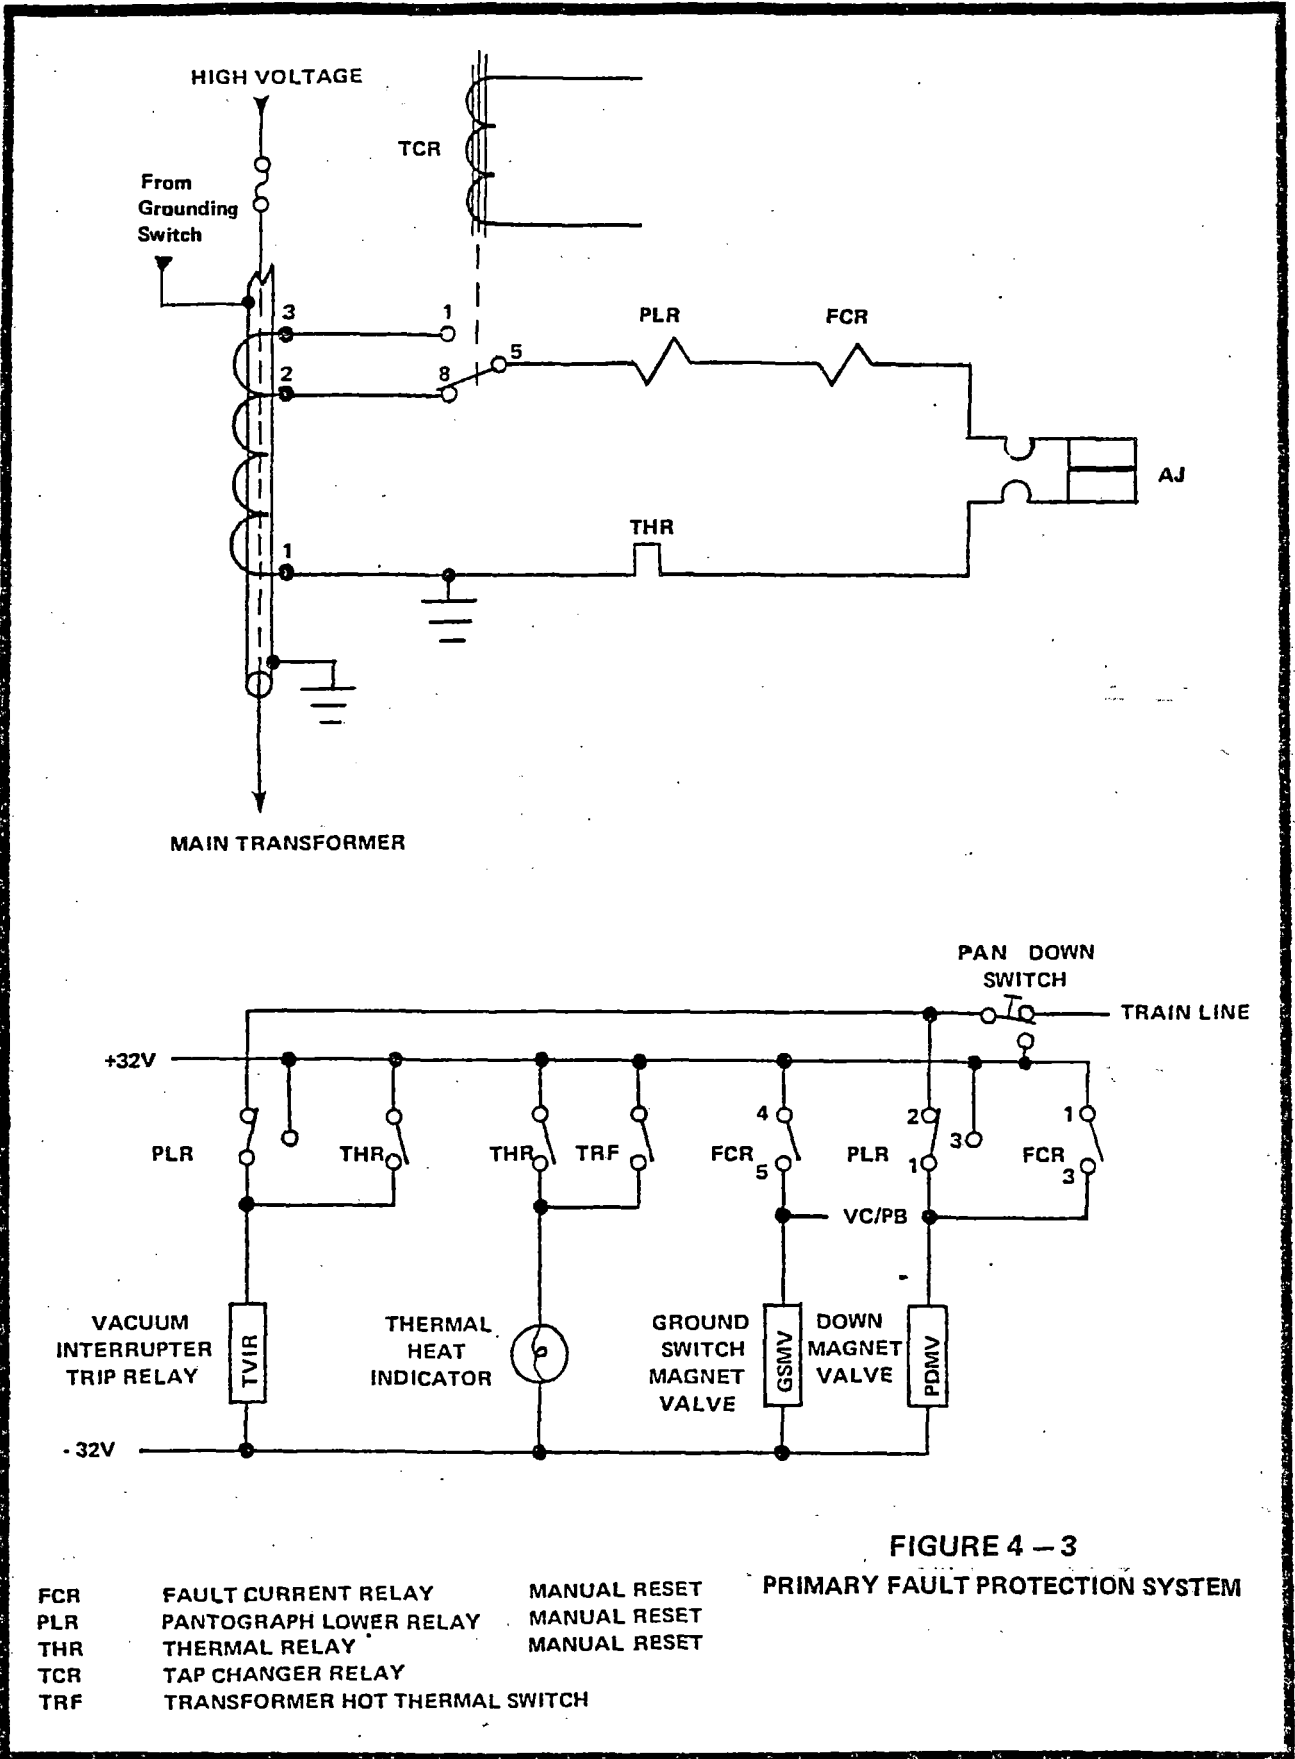 HIGH VOLTAGE
TCR
From
Grounding
Switch
3
1
PLR
FCR
5
2
8
AJ
THR
1
MAIN TRANSFORMER
PAN DOWN
SWITCH
TRAIN LINE
+32V
4
2
1
PLR
THR
THR
TRF
FCR
5
PLR
1
3
FCR
3
VC/PB
VACUUM
INTERRUPTER
TRIP RELAY
TVIR
THERMAL
HEAT
INDICATOR
GROUND
SWITCH
MAGNET
VALVE
GSMV
DOWN
MAGNET
VALVE
PDMV
- 32V
FIGURE 4 – 3
PRIMARY FAULT PROTECTION SYSTEM
FCR FAULT CURRENT RELAY MANUAL RESET
PLR PANTOGRAPH LOWER RELAY MANUAL RESET
THR THERMAL RELAY MANUAL RESET
TCR TAP CHANGER RELAY
TRF TRANSFORMER HOT THERMAL SWITCH